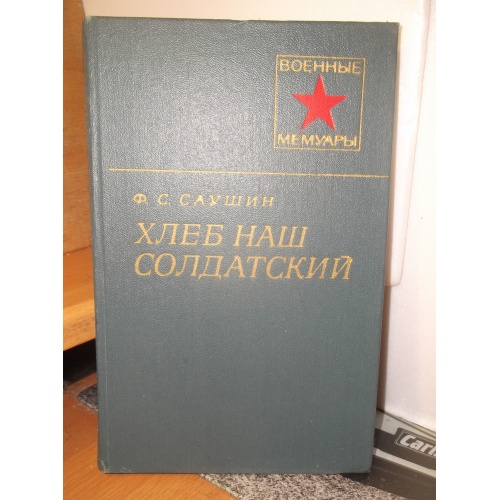 ВОЕННЫЕ
МЕМУАРЫ
Ф. С. САУШИН
ХЛЕБ НАШ
СОЛДАТСКИЙ